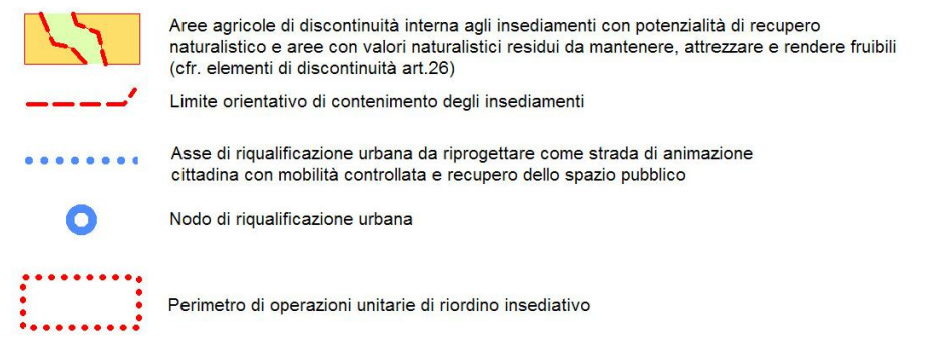 Aree agricole di discontinuità interna agli insediamenti con potenzialità di recupero
naturalistico e aree con valori naturalistici residui da mantenere, attrezzare e rendere fruibili
(cfr. elementi di discontinuità art.26)
Limite orientativo di contenimento degli insediamenti
Asse di riqualificazione urbana da riprogettare come strada di animazione
cittadina con mobilità controllata e recupero dello spazio pubblico
Nodo di riqualificazione urbana
Perimetro di operazioni unitarie di riordino insediativo